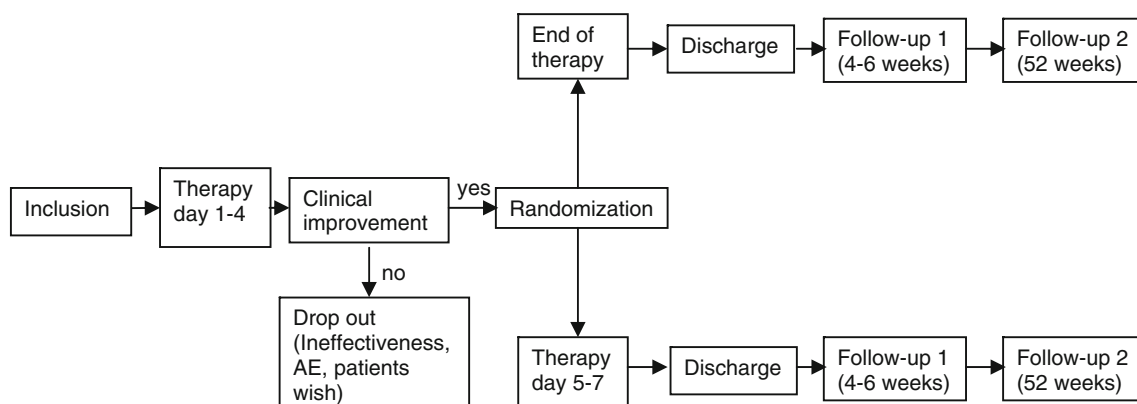 End of
therapy
Discharge
Follow-up 1
(4-6 weeks)
Follow-up 2
(52 weeks)
Inclusion
Therapy
day 1-4
Clinical
improvement
yes
Randomization
no
Drop out
(Ineffectiveness,
AE, patients
wish)
Therapy
day 5-7
Discharge
Follow-up 1
(4-6 weeks)
Follow-up 2
(52 weeks)